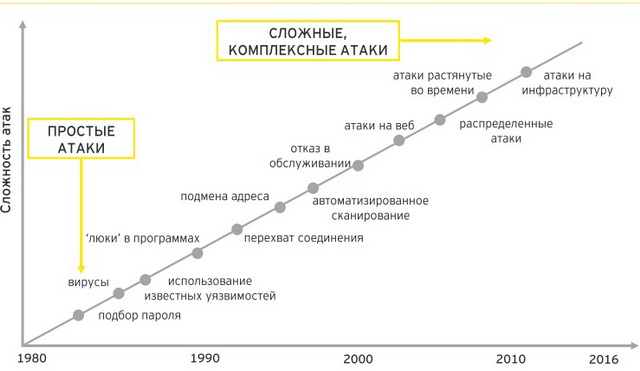 СЛОЖНЫЕ,
КОМПЛЕКСНЫЕ АТАКИ
атаки растянутые
во времени
атаки на
инфраструктуру
ПРОСТЫЕ
АТАКИ
атаки на веб
распределенные
атаки
отказ в
обслуживании
Сложность атак
подмена адреса
автоматизированное
сканирование
'люки' в программах
перехват соединения
вирусы
использование
известных уязвимостей
подбор пароля
1980
1990
2000
2010
2016